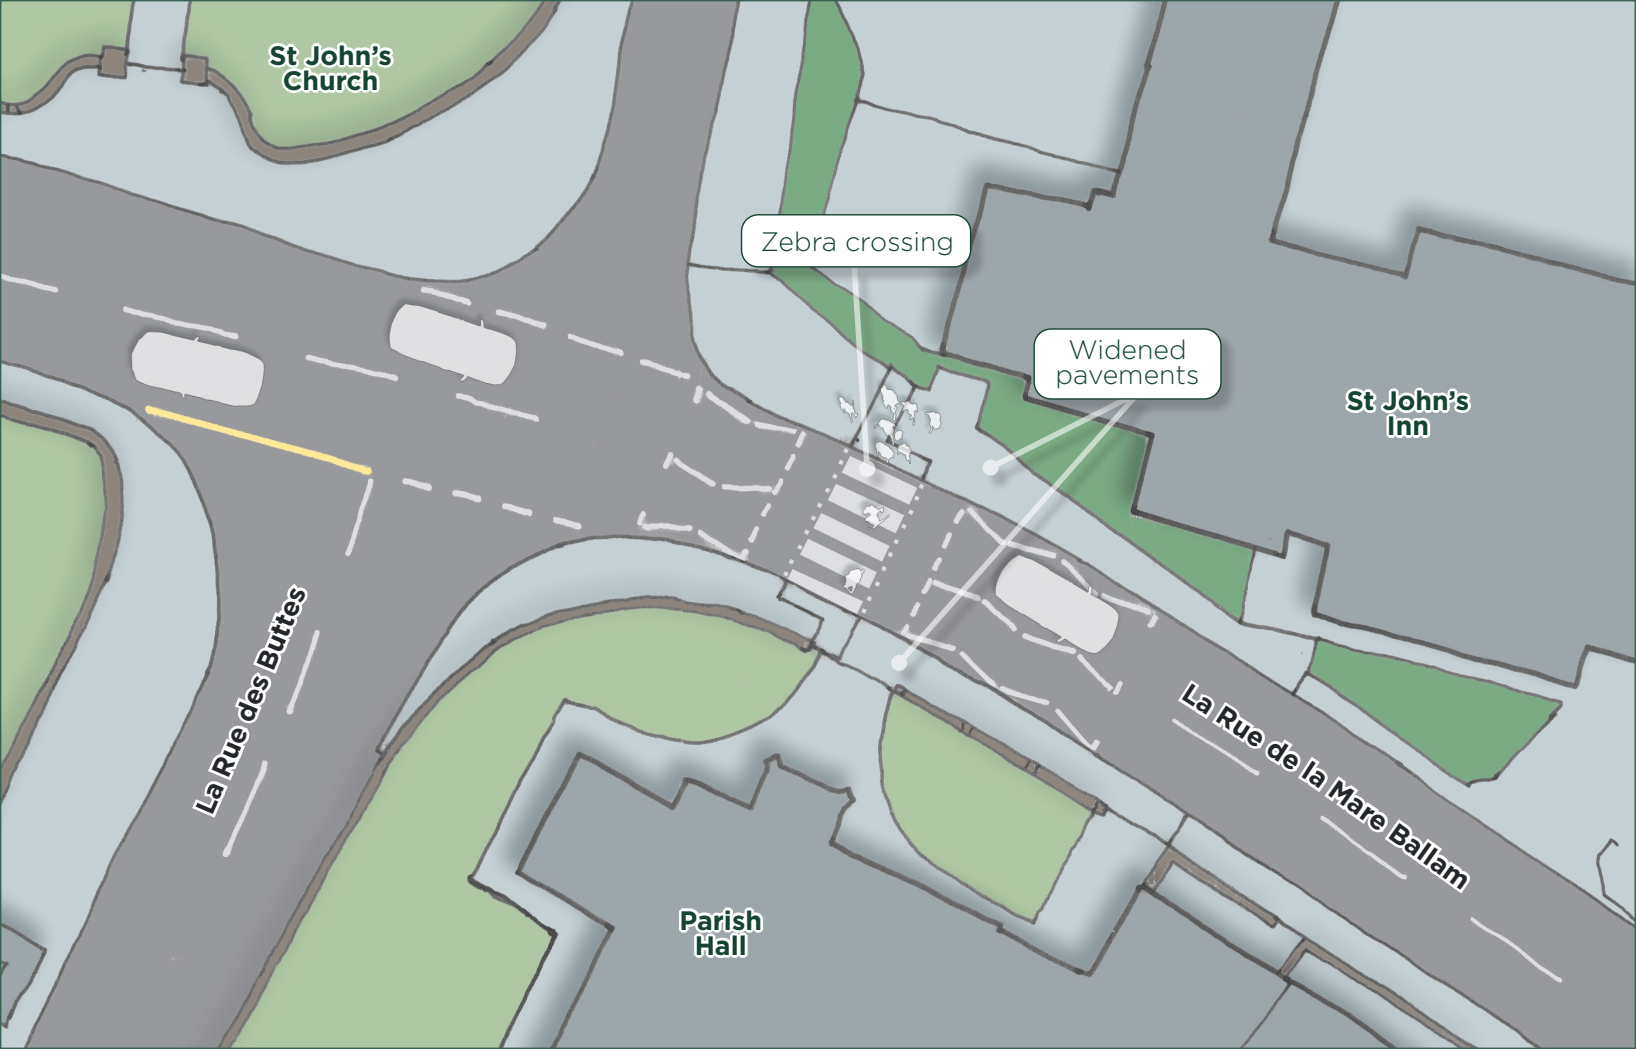 St John's
Church
Zebra crossing
Widened
pavements
St John's
Inn
La Rue des Buttes
La Rue de la Mare Ballam
Parish
Hall